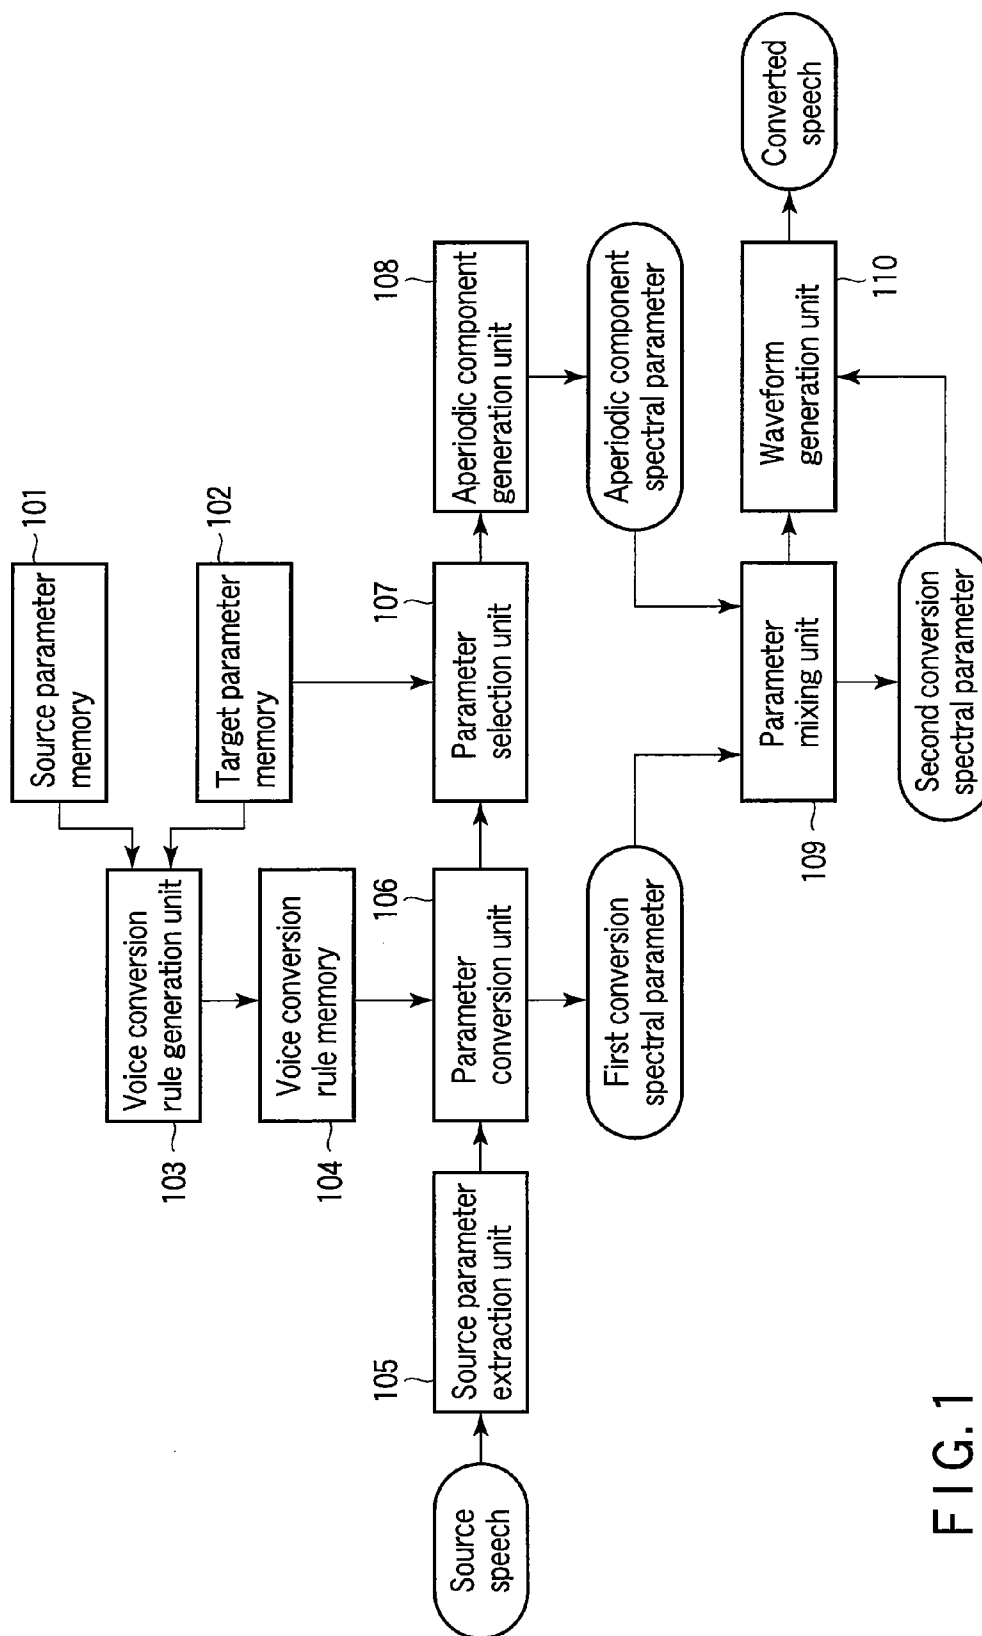 101
Source parameter
memory
102
Target parameter
memory
Voice conversion
rule generation unit
103
Voice conversion
rule memory
104
Source
speech
105
Source parameter
extraction unit
106
Parameter
conversion unit
107
Parameter
selection unit
108
Aperiodic component
generation unit
First conversion
spectral parameter
Aperiodic component
spectral parameter
Parameter
mixing unit
109
Waveform
generation unit
110
Converted
speech
Second conversion
spectral parameter
FIG. 1